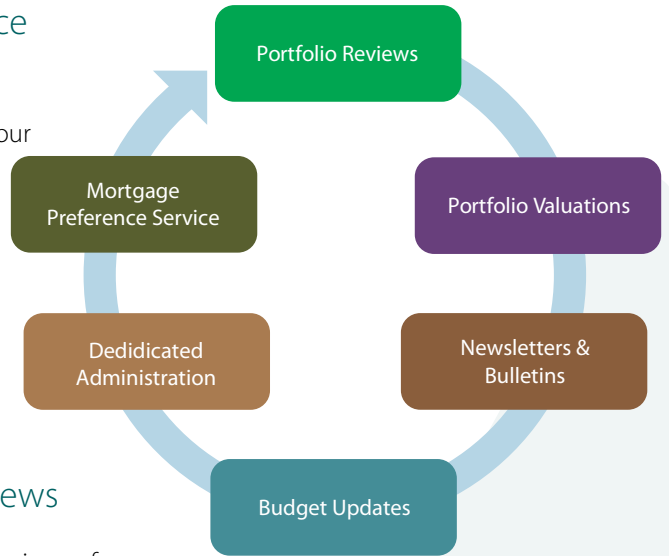 ce
Portfolio Reviews
our
Mortgage
Preference Service
Portfolio Valuations
Dedidicated
Administration
Newsletters &
Bulletins
ews
Budget Updates